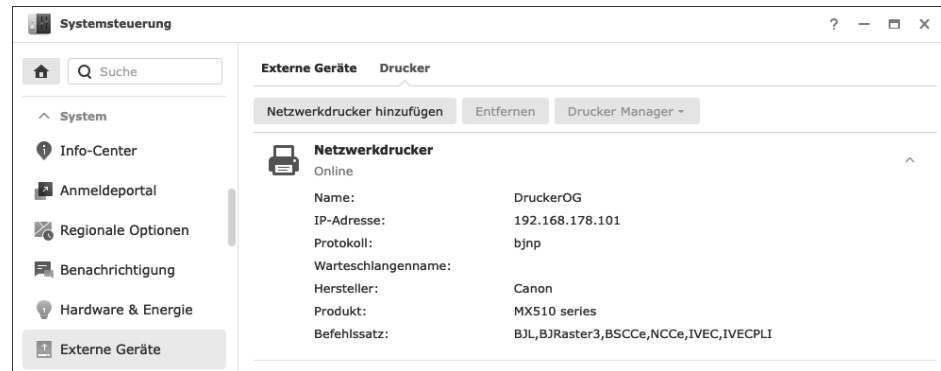 Systemsteuerung
Suche
Externe Geräte Drucker
Netzwerkdrucker hinzufügen Entfernen Drucker Manager
System
Info-Center
Anmeldeportal
Regionale Optionen
Benachrichtigung
Hardware & Energie
Externe Geräte
Netzwerkdrucker
Online
Name: DruckerOG
IP-Adresse: 192.168.178.101
Protokoll: bjnp
Warteschlangenname:
Hersteller: Canon
Produkt: MX510 series
Befehlssatz: BJL,BJRaster3,BSCCe,NCCe,IVEC,IVECPLI